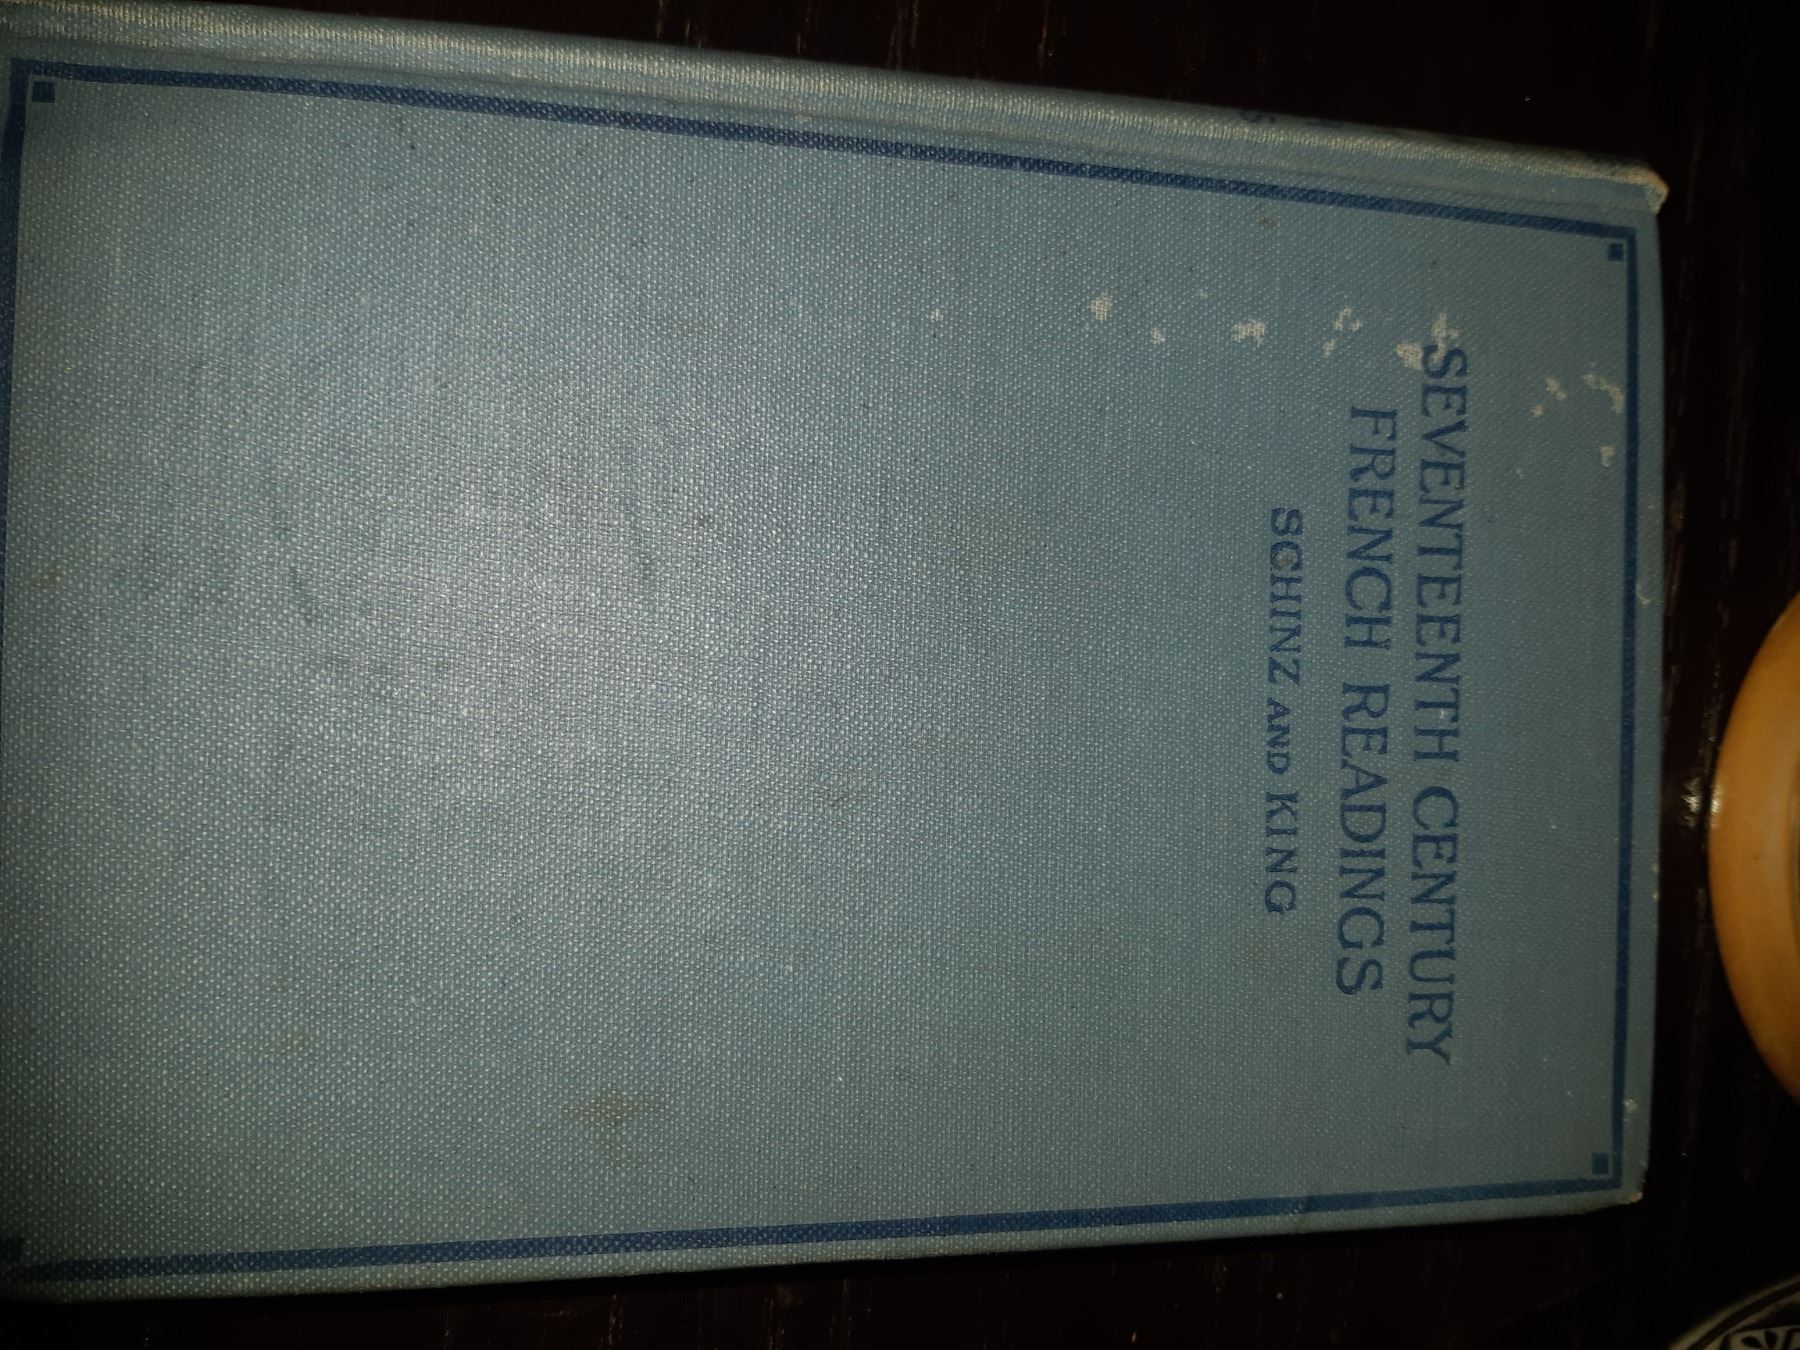 SEVENTEENTH CENTURY
FRENCH READINGS
SCHINZ AND KING